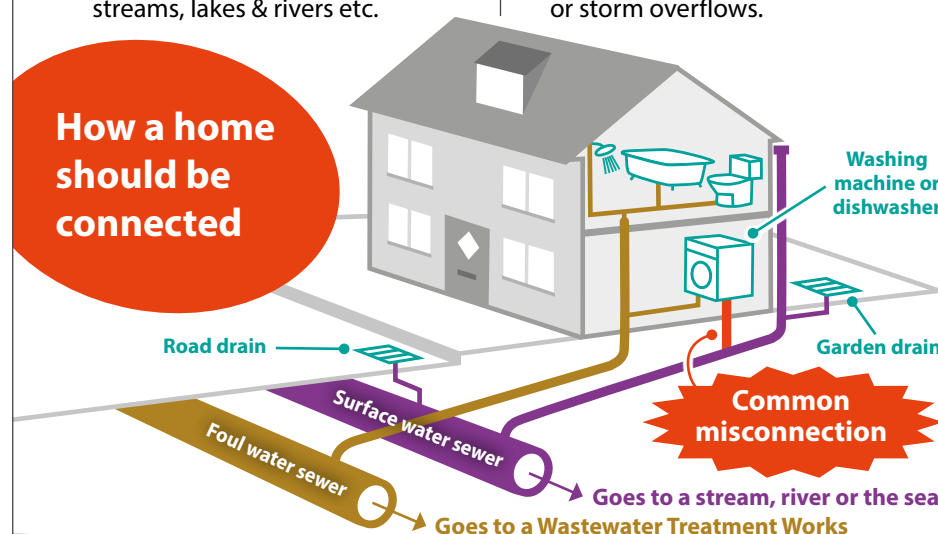 streams, lakes & rivers etc.
or storm overflows.
How a home
should be
connected
Washing
machine or
dishwasher
Road drain
Garden drain
Common
misconnection
Surface water sewer
Foul water sewer
Goes to a stream, river or the sea
Goes to a Wastewater Treatment Works